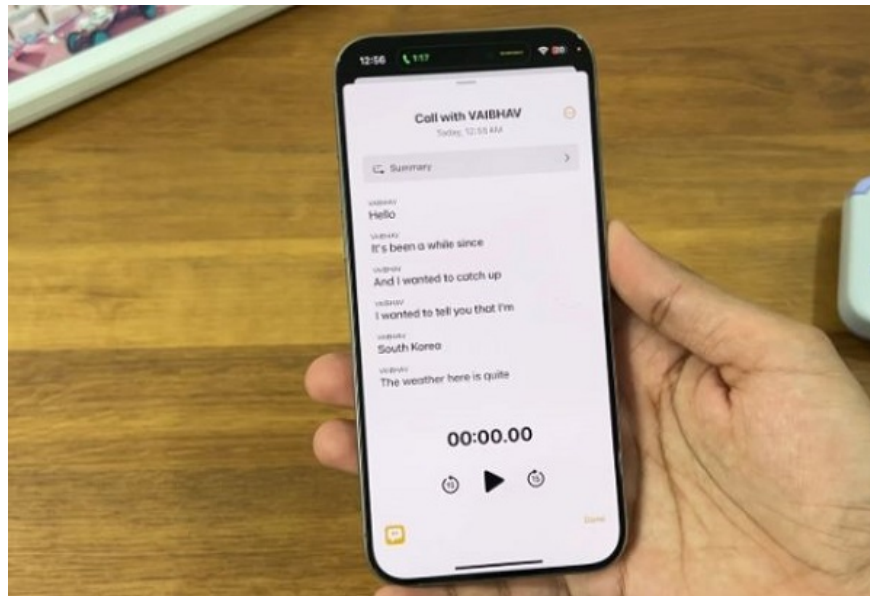 12:56 1:17
Call with VAIBHAV
Today, 12:55 AM
Summary
VAIBHAV
Hello
VAIBHAV
It's been a while since
VAIBHAV
And I wanted to catch up
VAIBHAV
I wanted to tell you that I'm
VAIBHAV
South Korea
VAIBHAV
The weather here is quite
00:00.00
15 15
Done